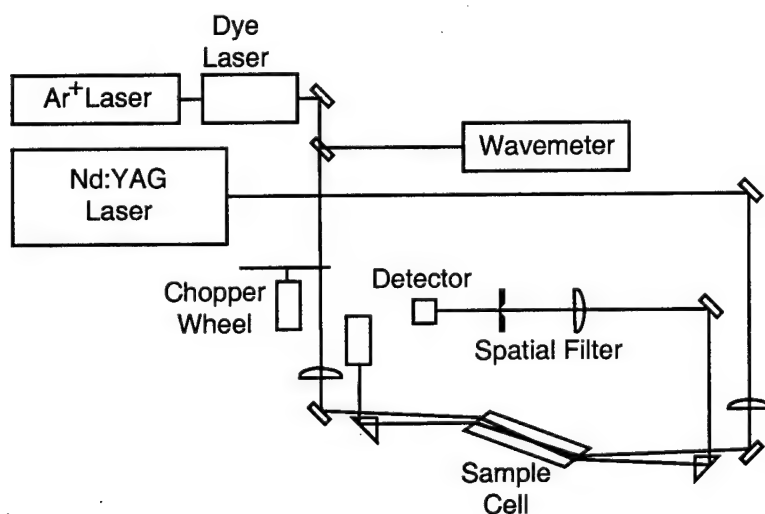 Dye
Laser
Ar+ Laser
Wavemeter
Nd:YAG
Laser
Chopper
Wheel
Detector
Spatial Filter
Sample
Cell